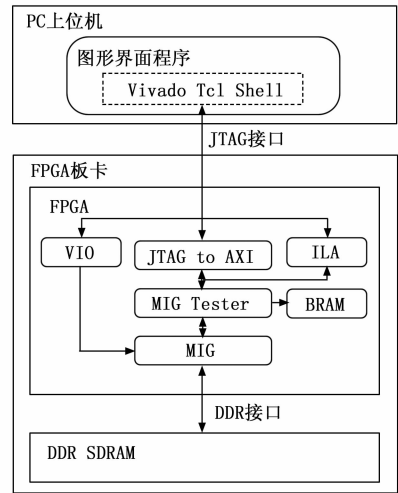 PC上位机
图形界面程序
Vivado Tcl Shell
JTAG接口
FPGA板卡
FPGA
VIO
JTAG to AXI
ILA
MIG Tester
BRAM
MIG
DDR接口
DDR SDRAM